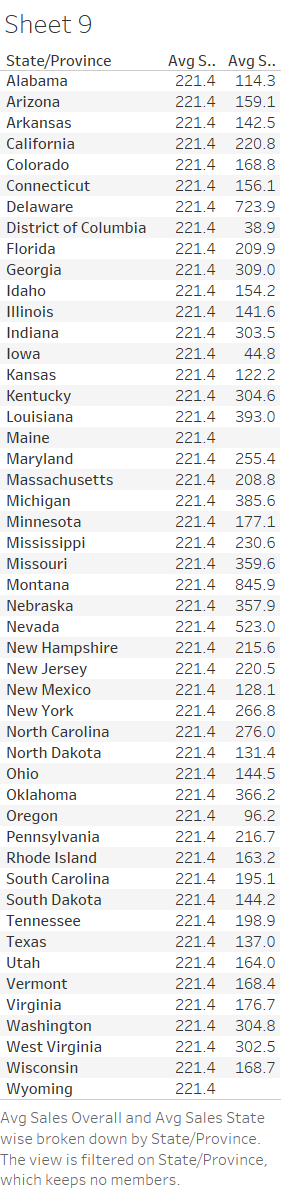 Sheet 9
State/Province Avg S.. Avg S..
Alabama 221.4 114.3
Arizona 221.4 159.1
Arkansas 221.4 142.5
California 221.4 220.8
Colorado 221.4 168.8
Connecticut 221.4 156.1
Delaware 221.4 723.9
District of Columbia 221.4 38.9
Florida 221.4 209.9
Georgia 221.4 309.0
Idaho 221.4 154.2
Illinois 221.4 141.6
Indiana 221.4 303.5
Iowa 221.4 44.8
Kansas 221.4 122.2
Kentucky 221.4 304.6
Louisiana 221.4 393.0
Maine 221.4
Maryland 221.4 255.4
Massachusetts 221.4 208.8
Michigan 221.4 385.6
Minnesota 221.4 177.1
Mississippi 221.4 230.6
Missouri 221.4 359.6
Montana 221.4 845.9
Nebraska 221.4 357.9
Nevada 221.4 523.0
New Hampshire 221.4 215.6
New Jersey 221.4 220.5
New Mexico 221.4 128.1
New York 221.4 266.8
North Carolina 221.4 276.0
North Dakota 221.4 131.4
Ohio 221.4 144.5
Oklahoma 221.4 366.2
Oregon 221.4 96.2
Pennsylvania 221.4 216.7
Rhode Island 221.4 163.2
South Carolina 221.4 195.1
South Dakota 221.4 144.2
Tennessee 221.4 198.9
Texas 221.4 137.0
Utah 221.4 164.0
Vermont 221.4 168.4
Virginia 221.4 176.7
Washington 221.4 304.8
West Virginia 221.4 302.5
Wisconsin 221.4 168.7
Wyoming 221.4
Avg Sales Overall and Avg Sales State
wise broken down by State/Province.
The view is filtered on State/Province,
which keeps no members.